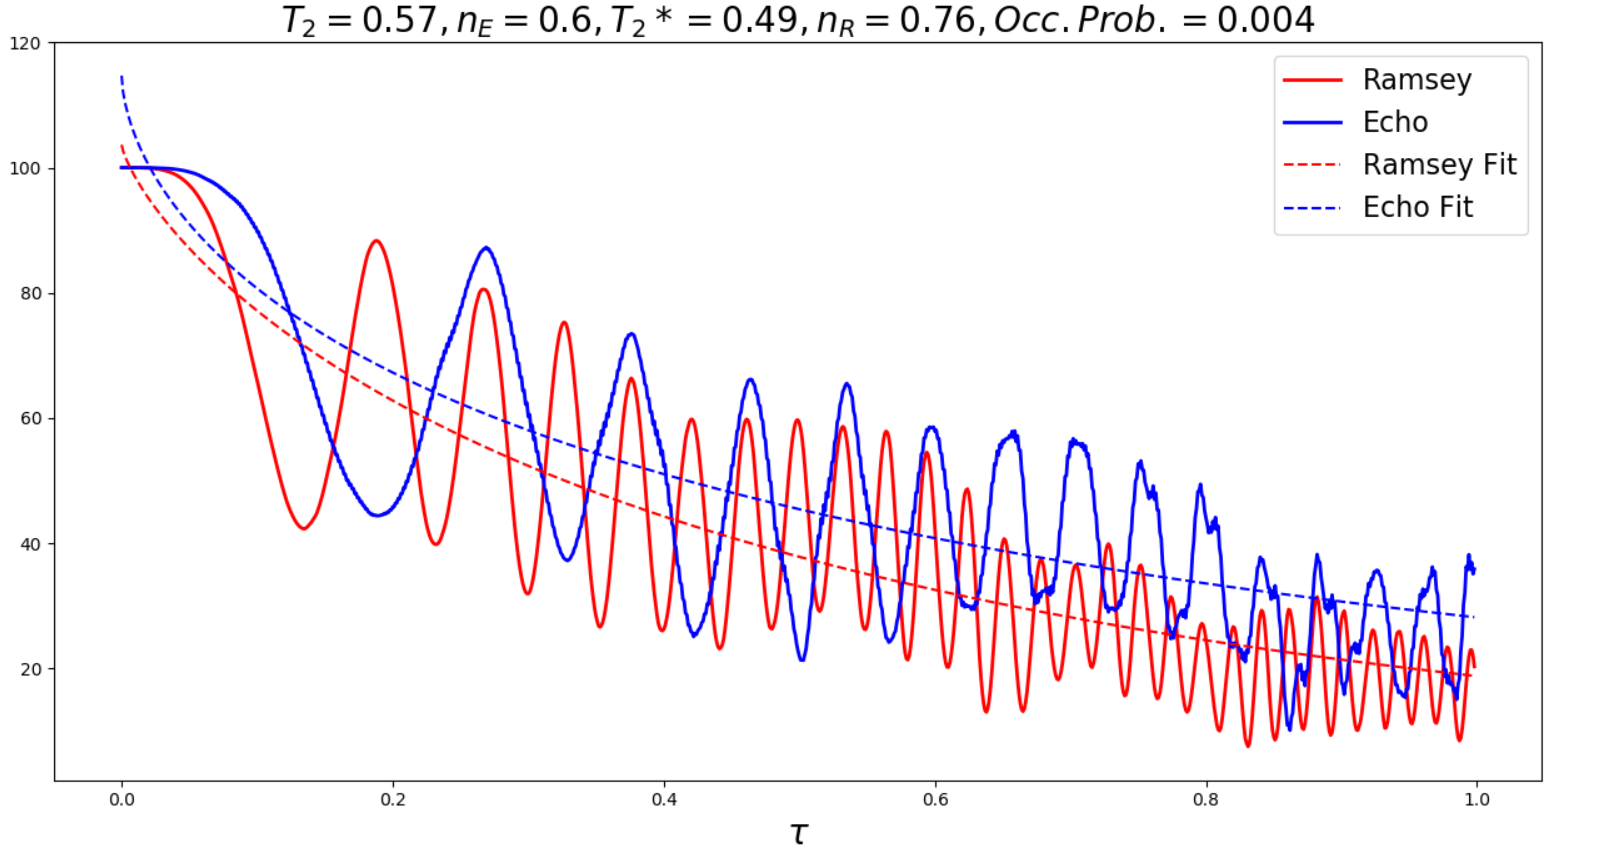 T₂ = 0.57, n_E = 0.6, T₂* = 0.49, n_R = 0.76, Occ.Prob. = 0.004
120
100
80
60
40
20
Ramsey
Echo
Ramsey Fit
Echo Fit
0.0 0.2 0.4 0.6 0.8 1.0
τ